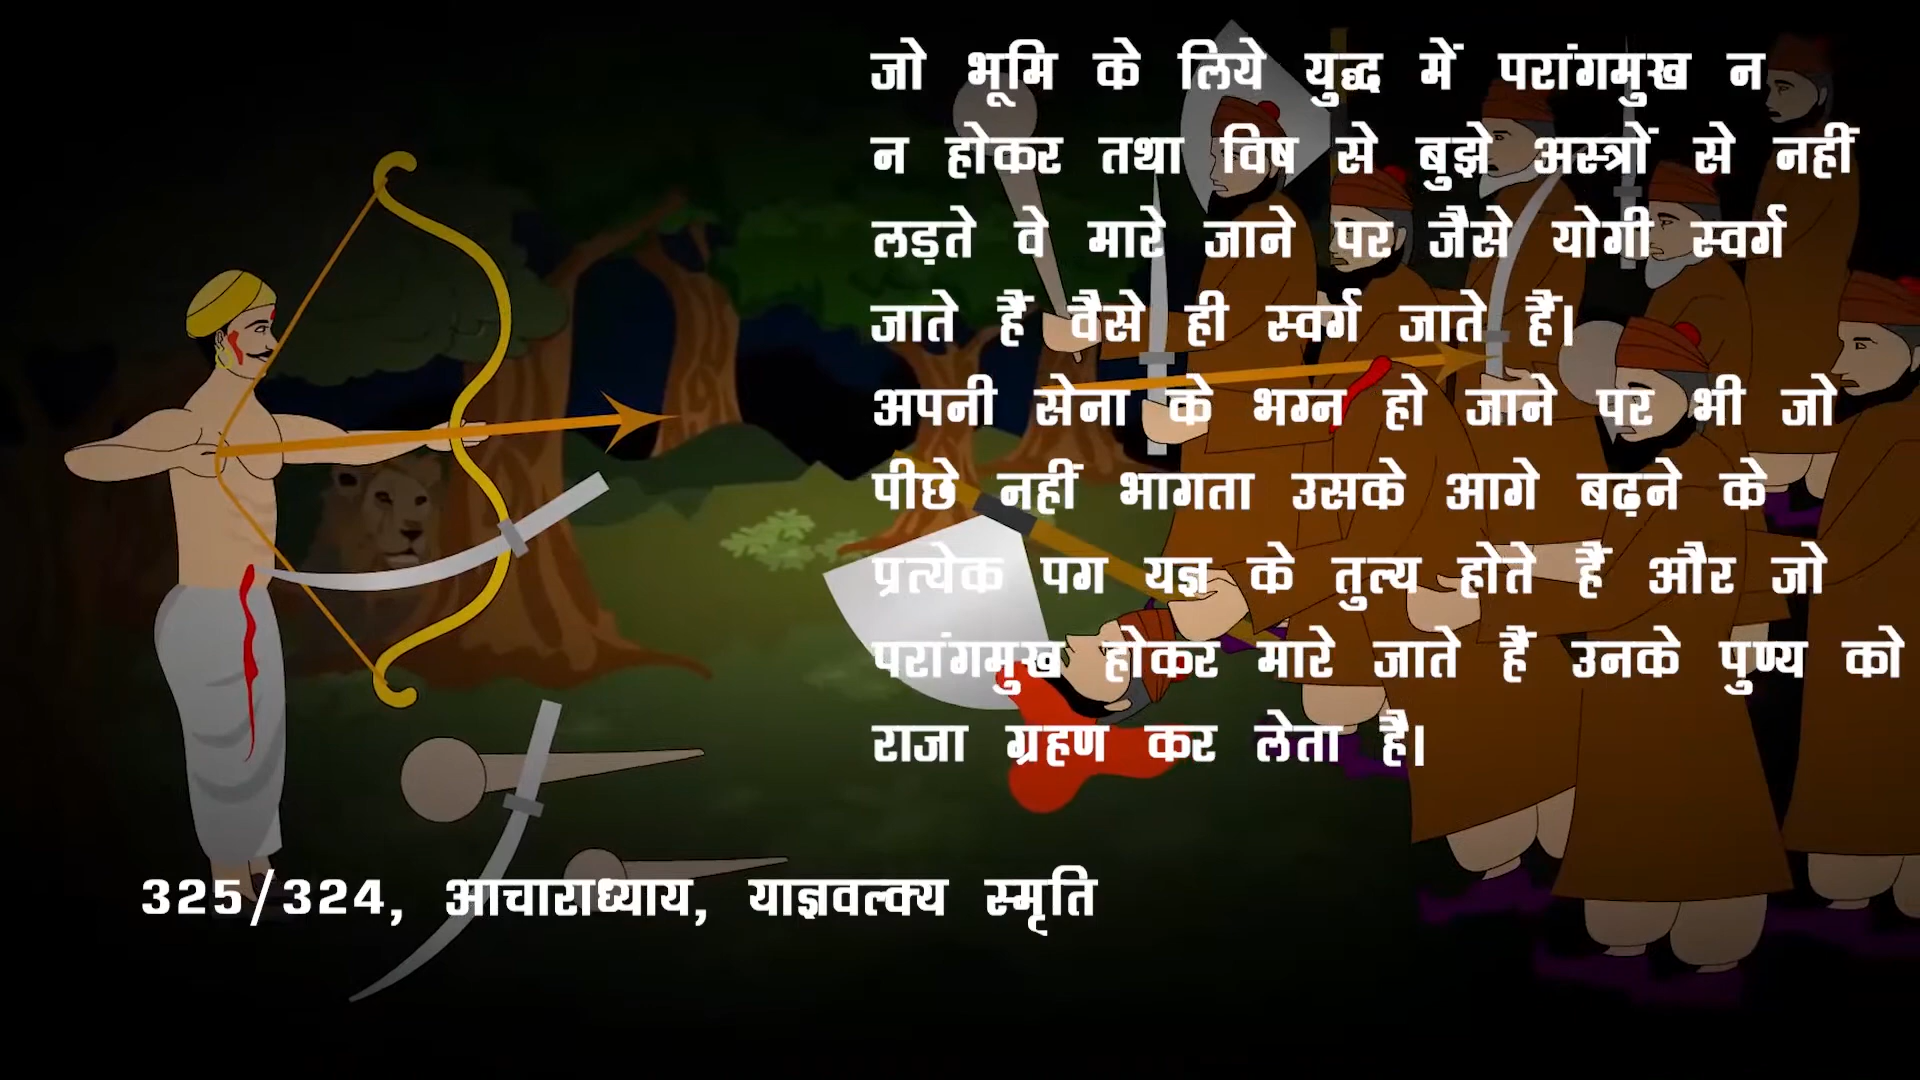 जो भूमि के लिये युद्ध में परांगमुख न
न होकर तथा विष से बुझे अस्त्रों से नहीं
लड़ते वे मारे जाने पर जैसे योगी स्वर्ग
जाते हैं वैसे ही स्वर्ग जाते हैं।
अपनी सेना के भग्न हो जाने पर भी जो
पीछे नहीं भागता उसके आगे बढ़ने के
प्रत्येक पग यज्ञ के तुल्य होते हैं और जो
परांगमुख होकर मारे जाते हैं उनके पुण्य को
राजा ग्रहण कर लेता है।
325/324, आचाराध्याय, याज्ञवल्क्य स्मृति